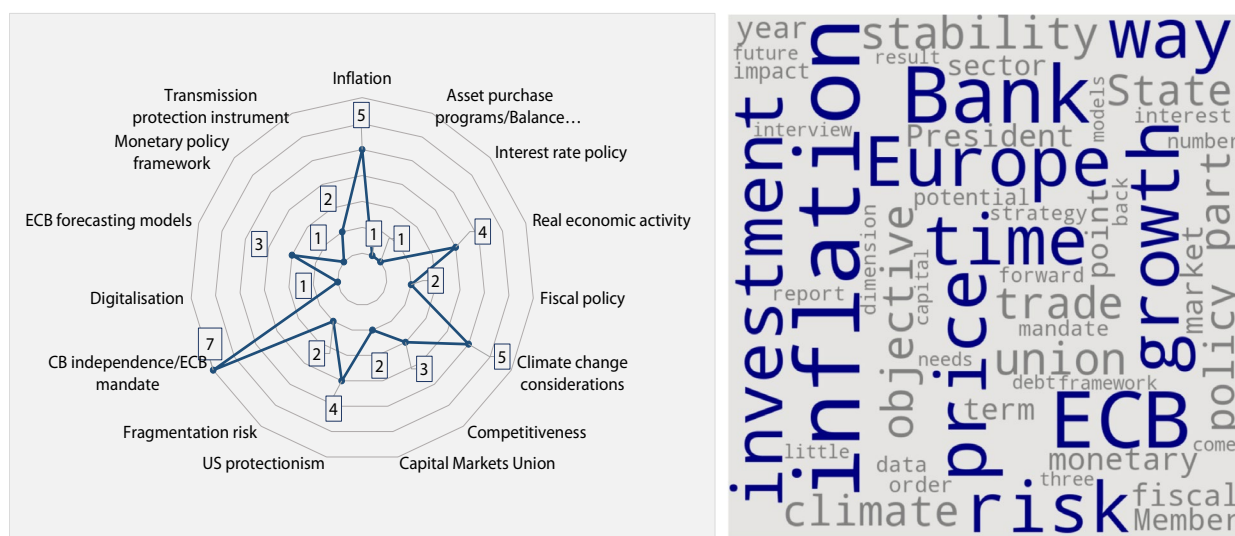 Inflation
Transmission
protection instrument
Asset purchase
programs/Balance…
Monetary policy
framework
Interest rate policy
ECB forecasting models
Real economic activity
Digitalisation
Fiscal policy
CB independence/ECB
mandate
Climate change
considerations
Fragmentation risk
Competitiveness
US protectionism
Capital Markets Union
5
1
1
4
2
5
3
2
4
2
7
1
3
1
2
year
future
impact
inflation
stability
result
sector
way
Bank
models
State
interest
number
interview
President
Europe
investment
growth
potential
strategy
back
point
part
time
dimension
objective
capital
forward
market
report
price
trade
mandate
union
needs
debt
framework
policy
term
ECB
come
little
data
order
monetary
three
climate
risk
fiscal
Member